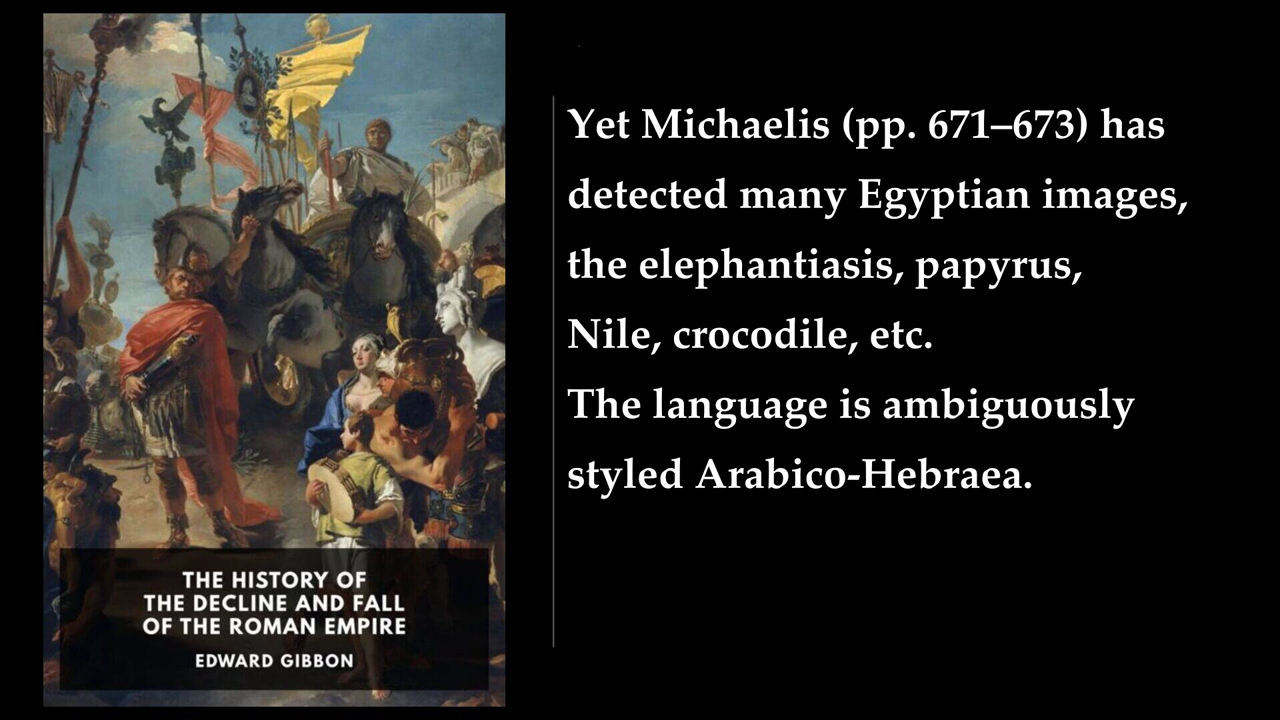 THE HISTORY OF
THE DECLINE AND FALL
OF THE ROMAN EMPIRE
EDWARD GIBBON
Yet Michaelis (pp. 671–673) has
detected many Egyptian images,
the elephantiasis, papyrus,
Nile, crocodile, etc.
The language is ambiguously
styled Arabico-Hebraea.